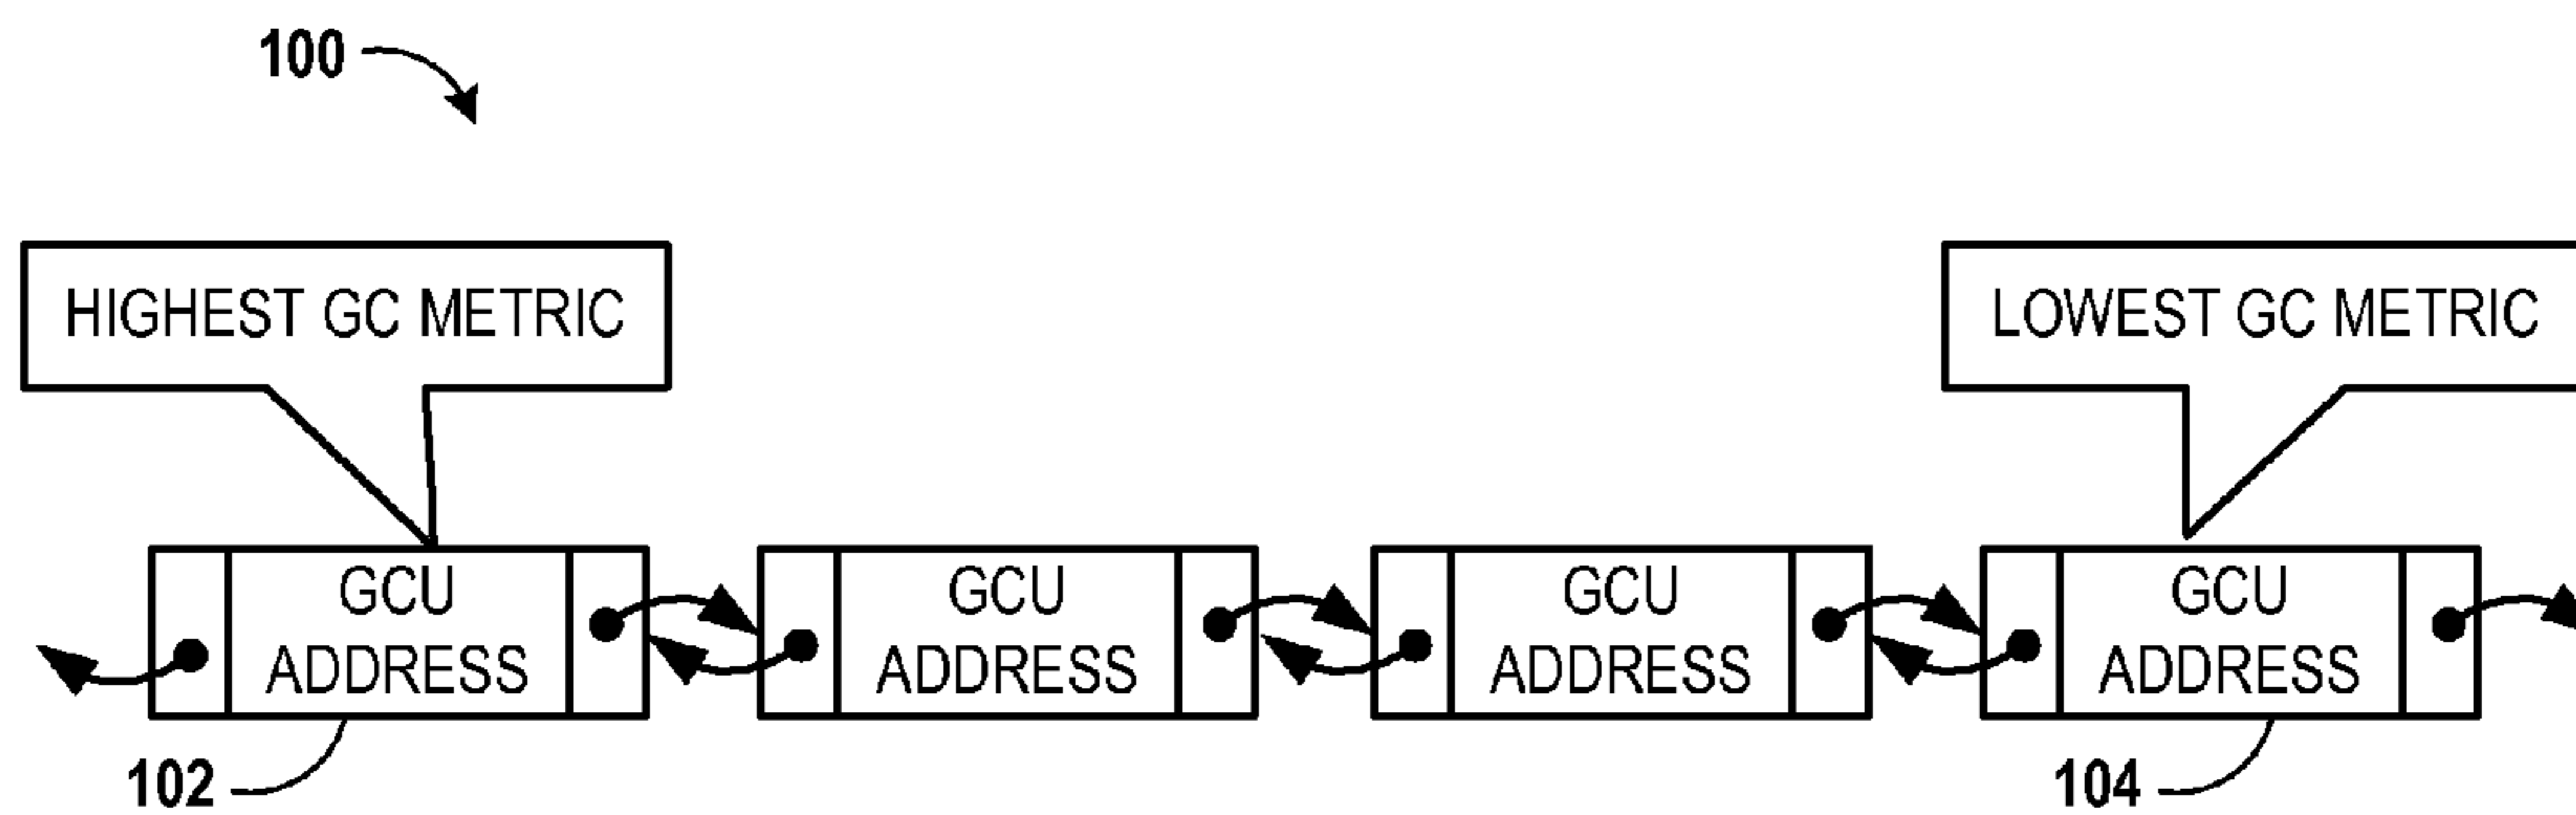 100
HIGHEST GC METRIC
LOWEST GC METRIC
GCU
ADDRESS
GCU
ADDRESS
GCU
ADDRESS
GCU
ADDRESS
102
104